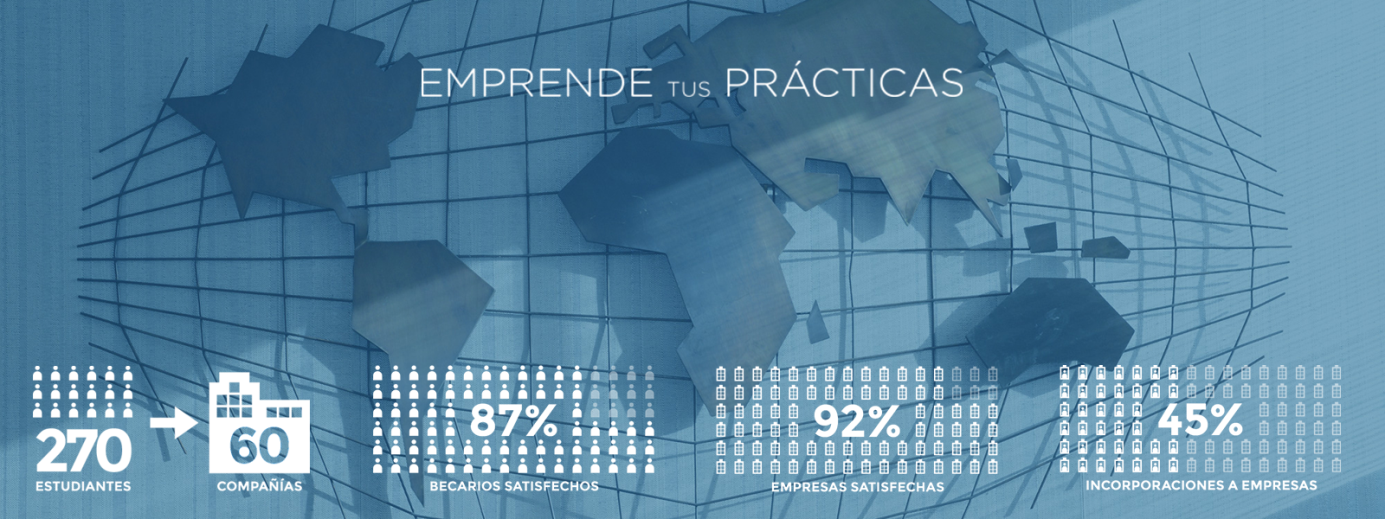 EMPRENDE TUS PRÁCTICAS
270
ESTUDIANTES
60
COMPAÑÍAS
87%
BECARIOS SATISFECHOS
92%
EMPRESAS SATISFECHAS
45%
INCORPORACIONES A EMPRESAS